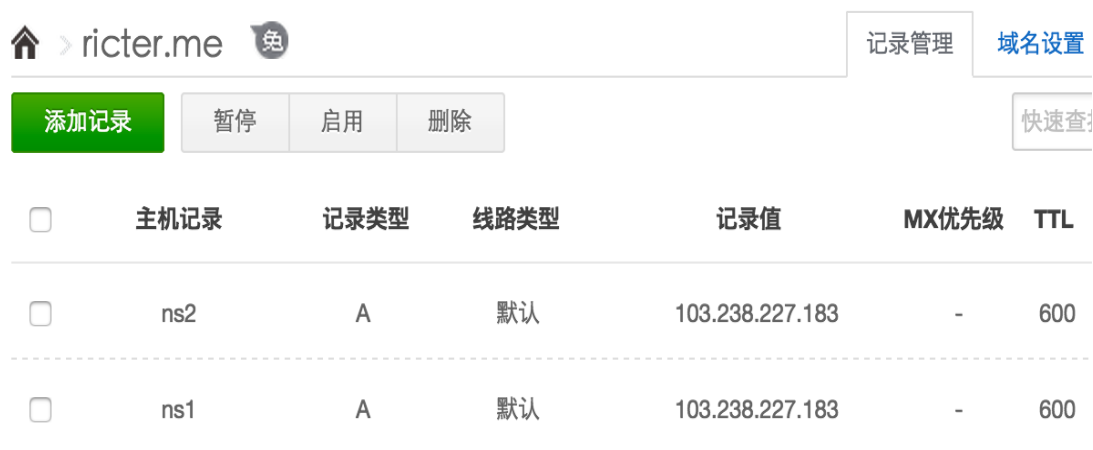 ricter.me 免 记录管理 域名设置
添加记录 暂停 启用 删除 快速查
主机记录 记录类型 线路类型 记录值 MX优先级 TTL
ns2 A 默认 103.238.227.183 - 600
ns1 A 默认 103.238.227.183 - 600